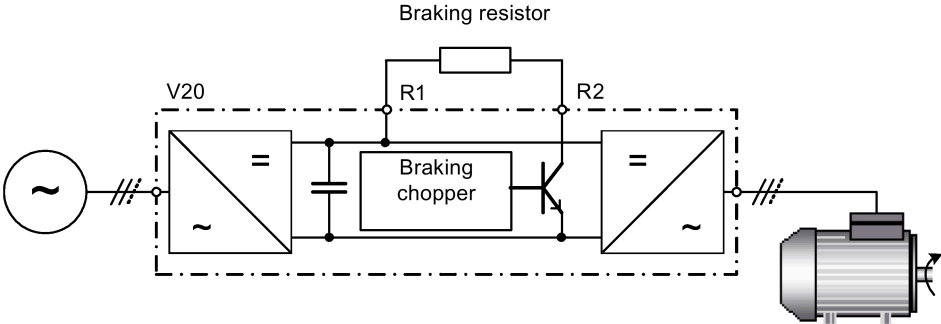 Braking resistor
V20
R1
R2
=
=
Braking
chopper
~
~
~